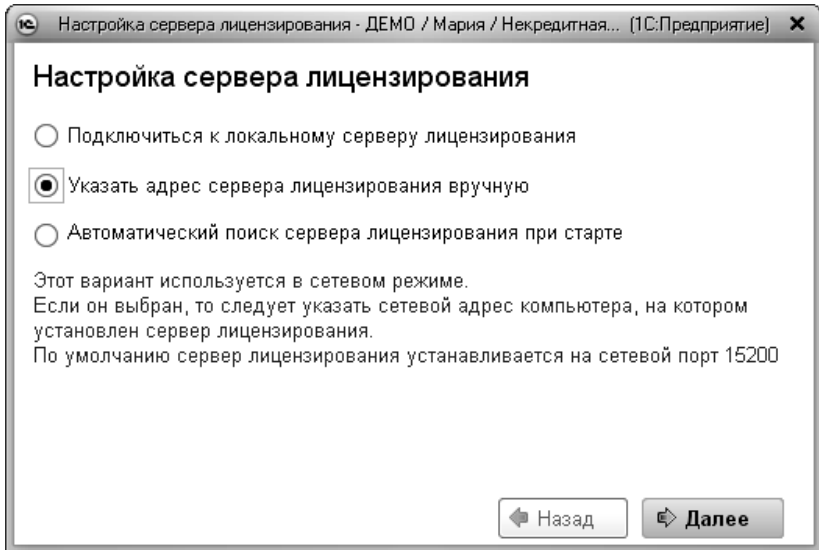 1С Настройка сервера лицензирования - ДЕМО / Мария / Некредитная... (1С:Предприятие)
Настройка сервера лицензирования
Подключиться к локальному серверу лицензирования
Указать адрес сервера лицензирования вручную
Автоматический поиск сервера лицензирования при старте
Этот вариант используется в сетевом режиме.
Если он выбран, то следует указать сетевой адрес компьютера, на котором
установлен сервер лицензирования.
По умолчанию сервер лицензирования устанавливается на сетевой порт 15200
Назад Далее